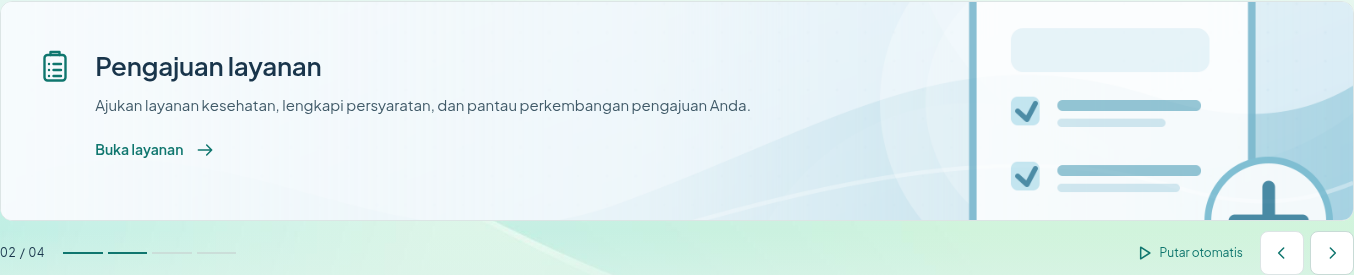 Pengajuan layanan
Ajukan layanan kesehatan, lengkapi persyaratan, dan pantau perkembangan pengajuan Anda.
Buka layanan
02 / 04
Putar otomatis